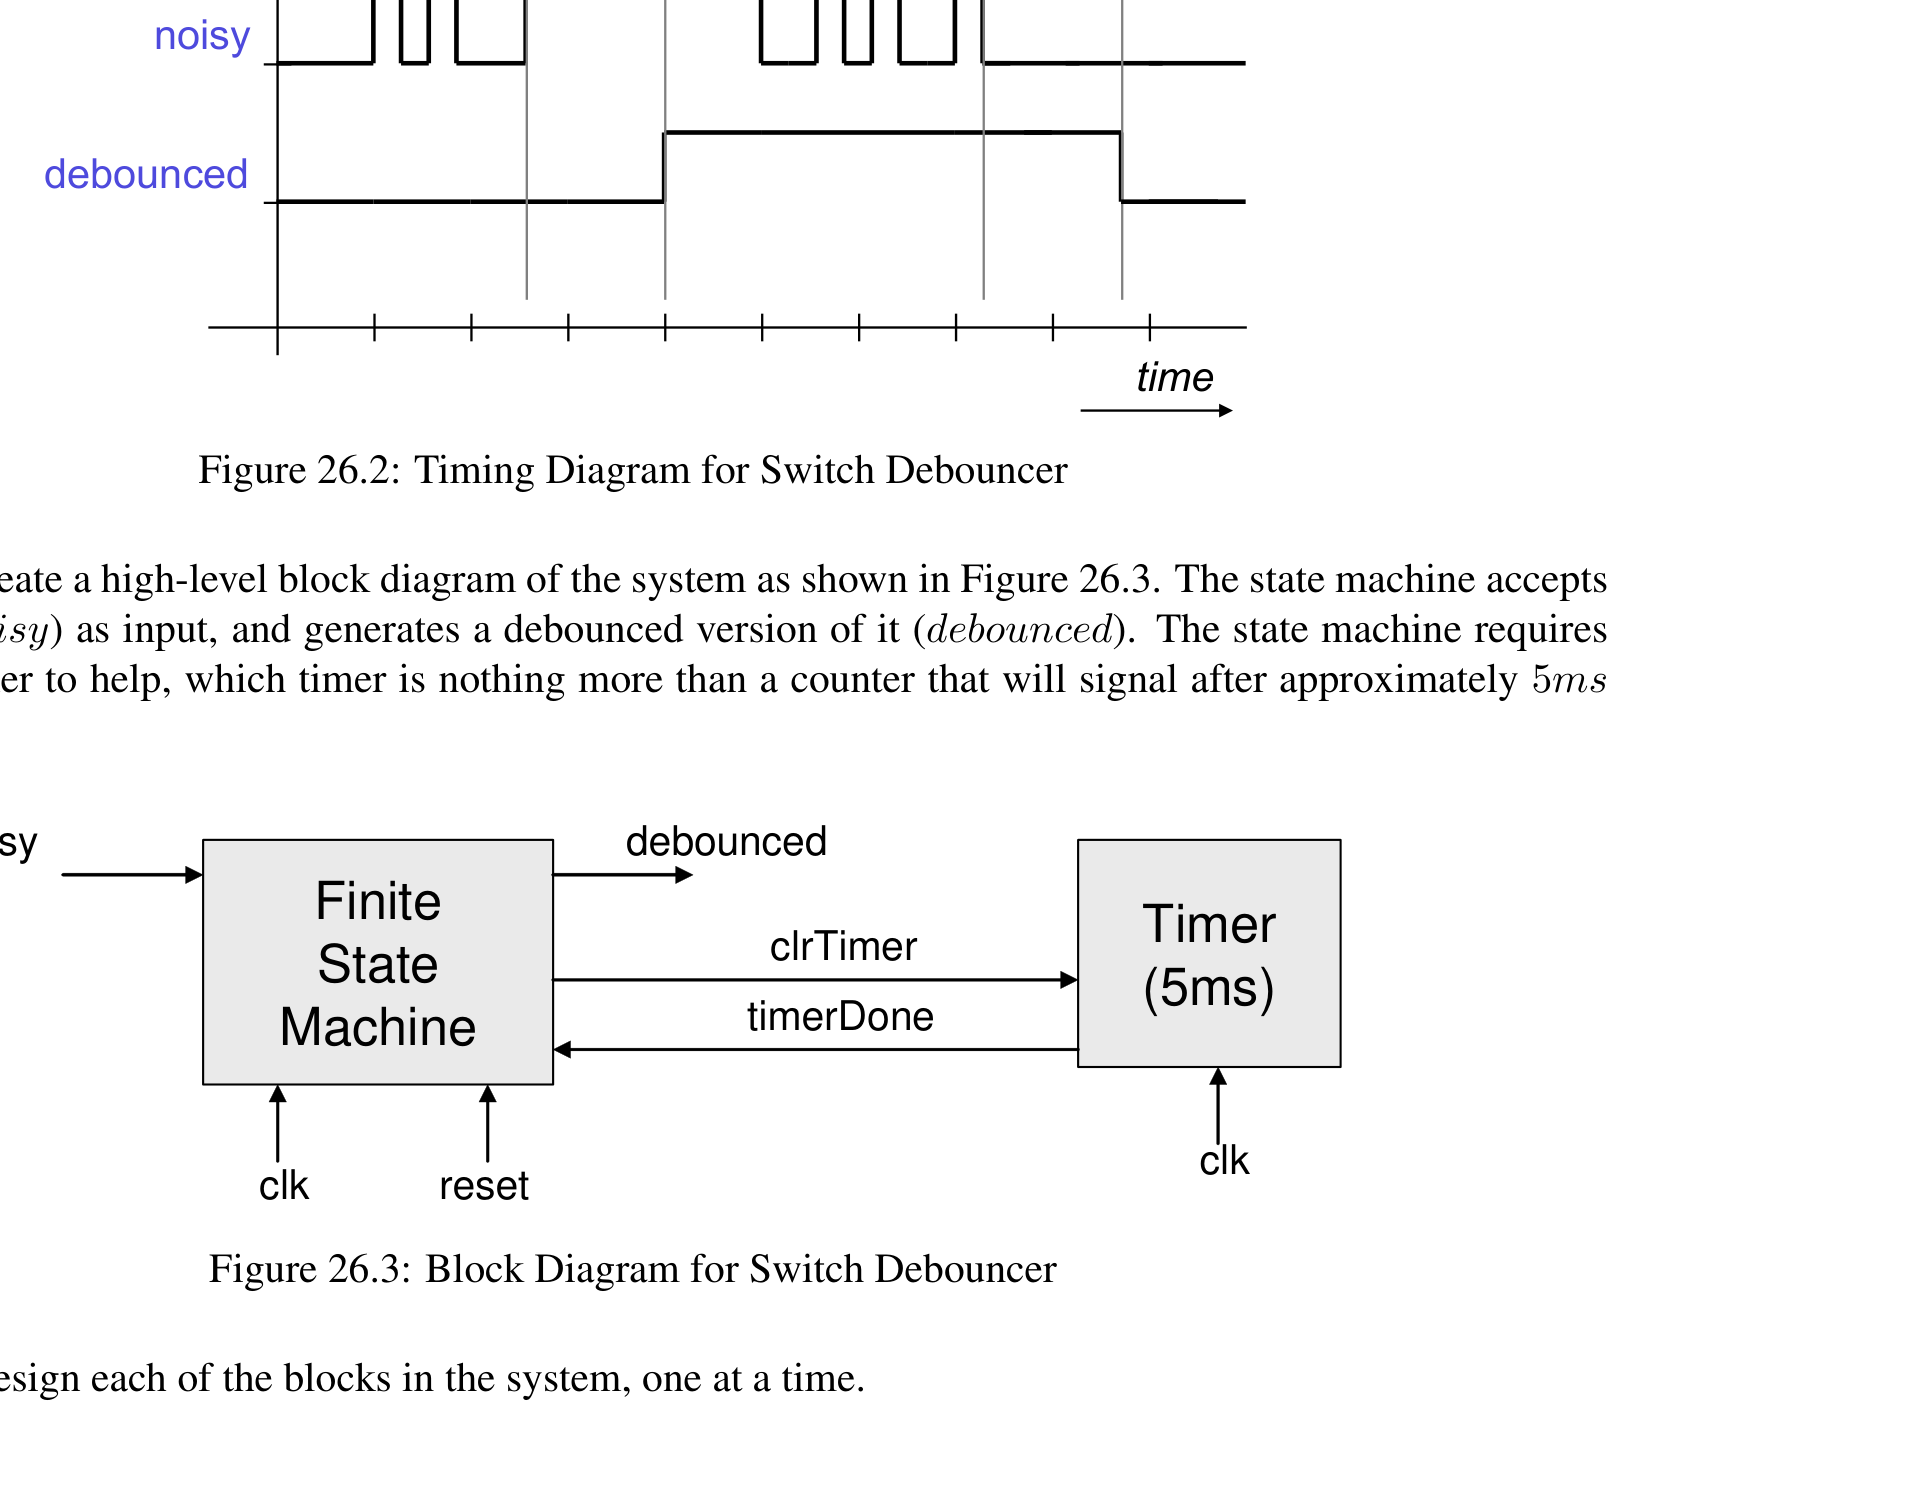 noisy
debounced
time
Figure 26.2: Timing Diagram for Switch Debouncer
eate a high-level block diagram of the system as shown in Figure 26.3. The state machine accepts
isy) as input, and generates a debounced version of it (debounced). The state machine requires
er to help, which timer is nothing more than a counter that will signal after approximately 5ms
sy
debounced
Finite
State
Machine
clrTimer
timerDone
Timer
(5ms)
clk
reset
clk
Figure 26.3: Block Diagram for Switch Debouncer
esign each of the blocks in the system, one at a time.